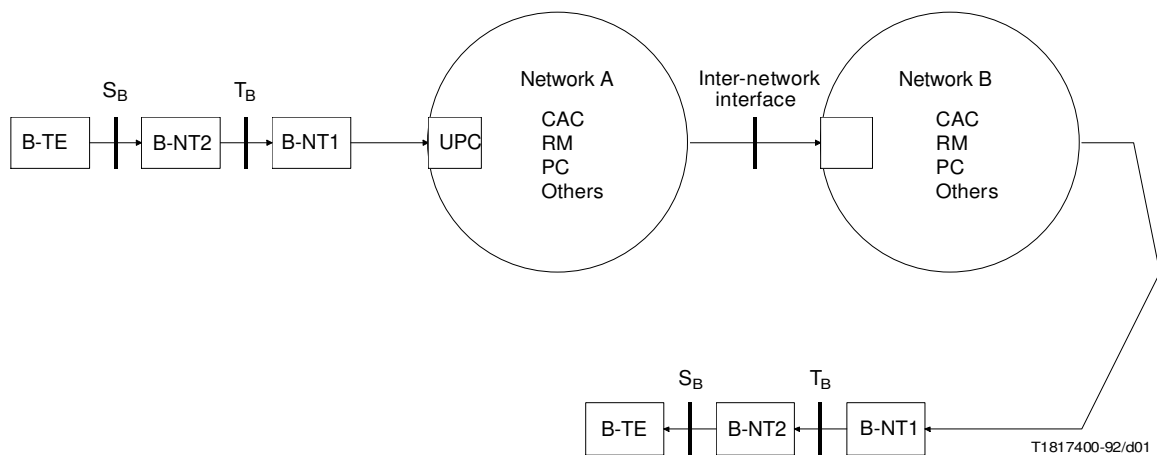 Network A
Inter-network
interface
Network B
S_B
T_B
CAC
RM
PC
Others
CAC
RM
PC
Others
B-TE
B-NT2
B-NT1
UPC
S_B
T_B
B-TE
B-NT2
B-NT1
T1817400-92/d01